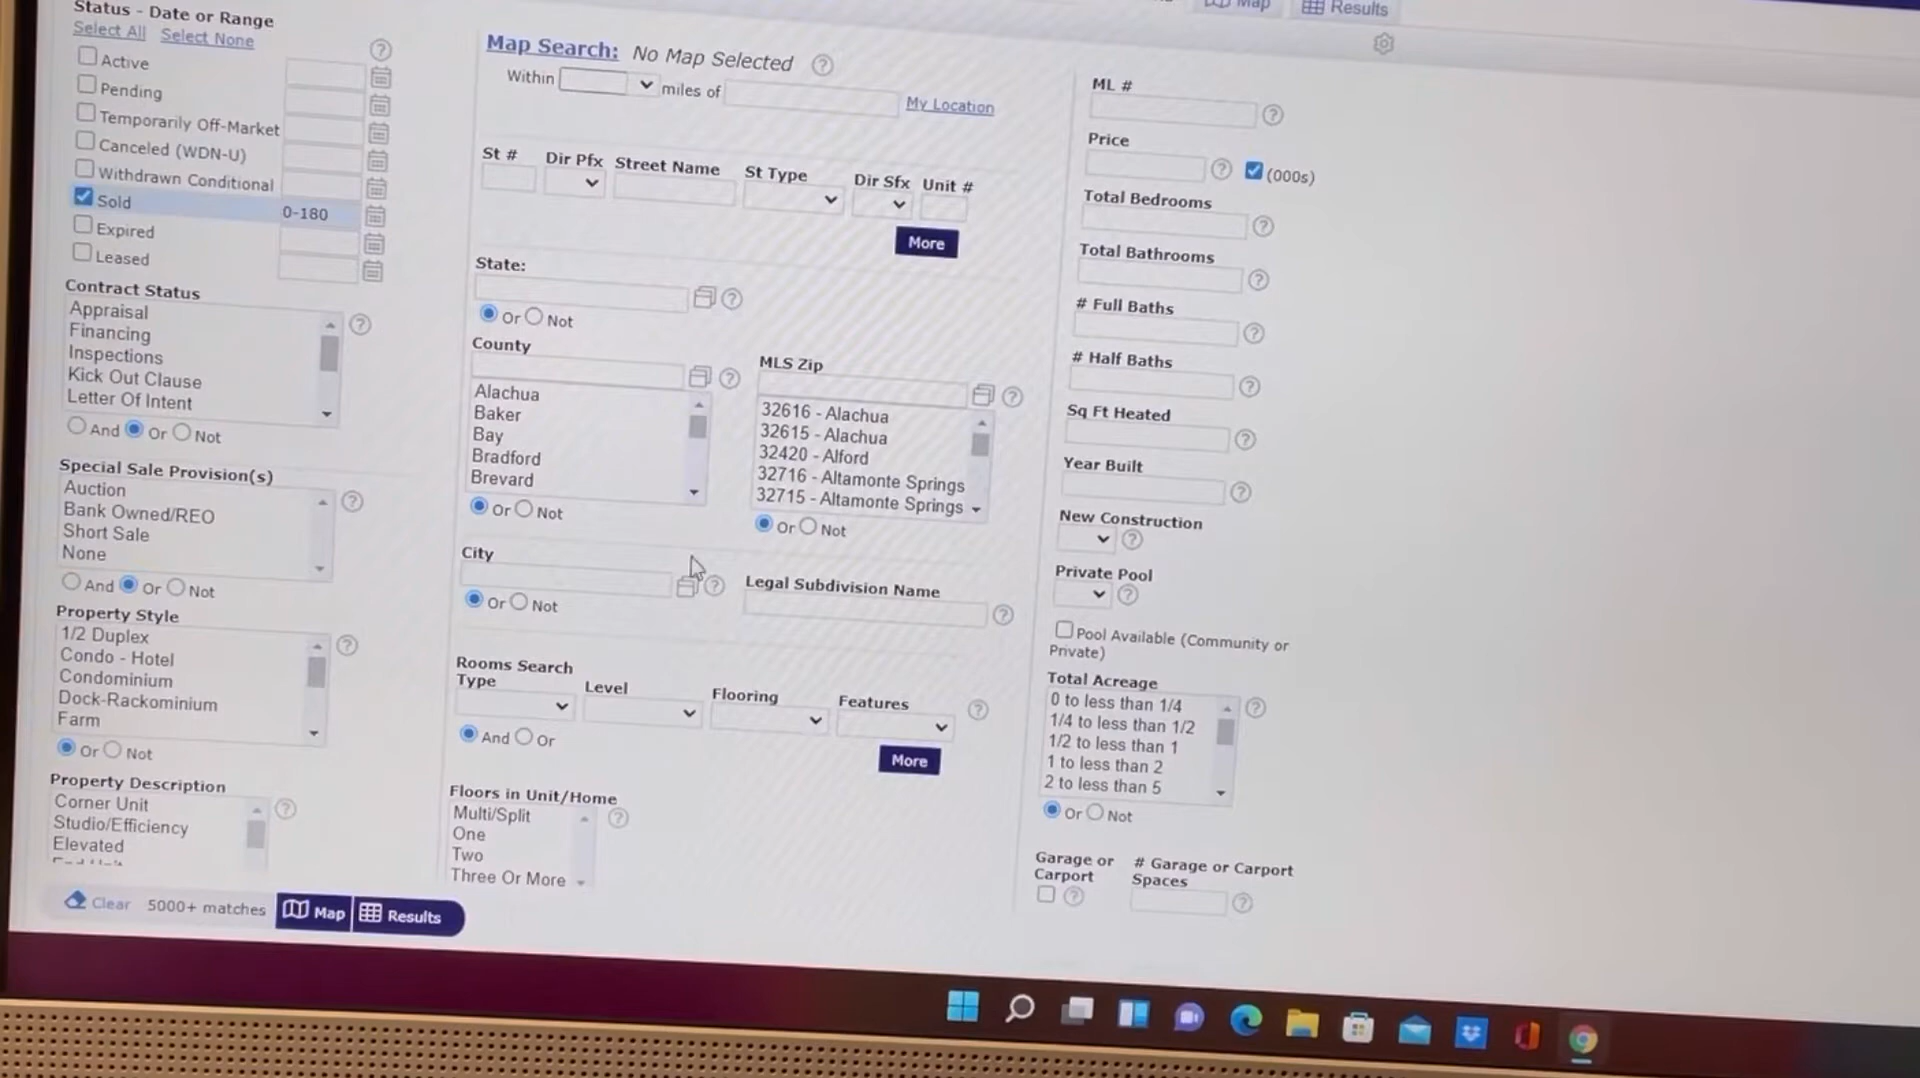 Status - Date or Range
Select All Select None
Active
Pending
Temporarily Off-Market
Canceled (WDN-U)
Withdrawn Conditional
Sold 0-180
Expired
Leased
Contract Status
Appraisal
Financing
Inspections
Kick Out Clause
Letter Of Intent
And Or Not
Special Sale Provision(s)
Auction
Bank Owned/REO
Short Sale
None
And Or Not
Property Style
1/2 Duplex
Condo - Hotel
Condominium
Dock-Rackominium
Farm
Or Not
Property Description
Corner Unit
Studio/Efficiency
Elevated
Clear 5000+ matches Map Results
Map Results
Map Search: No Map Selected
Within miles of My Location
St # Dir Pfx Street Name St Type Dir Sfx Unit #
More
State:
Or Not
County
Alachua
Baker
Bay
Bradford
Brevard
Or Not
MLS Zip
32616 - Alachua
32615 - Alachua
32420 - Alford
32716 - Altamonte Springs
32715 - Altamonte Springs
Or Not
City
Or Not
Legal Subdivision Name
Rooms Search
Type Level Flooring Features
And Or
More
Floors in Unit/Home
Multi/Split
One
Two
Three Or More
ML #
Price
(000s)
Total Bedrooms
Total Bathrooms
# Full Baths
# Half Baths
Sq Ft Heated
Year Built
New Construction
Private Pool
Pool Available (Community or
Private)
Total Acreage
0 to less than 1/4
1/4 to less than 1/2
1/2 to less than 1
1 to less than 2
2 to less than 5
Or Not
Garage or
Carport
# Garage or Carport
Spaces